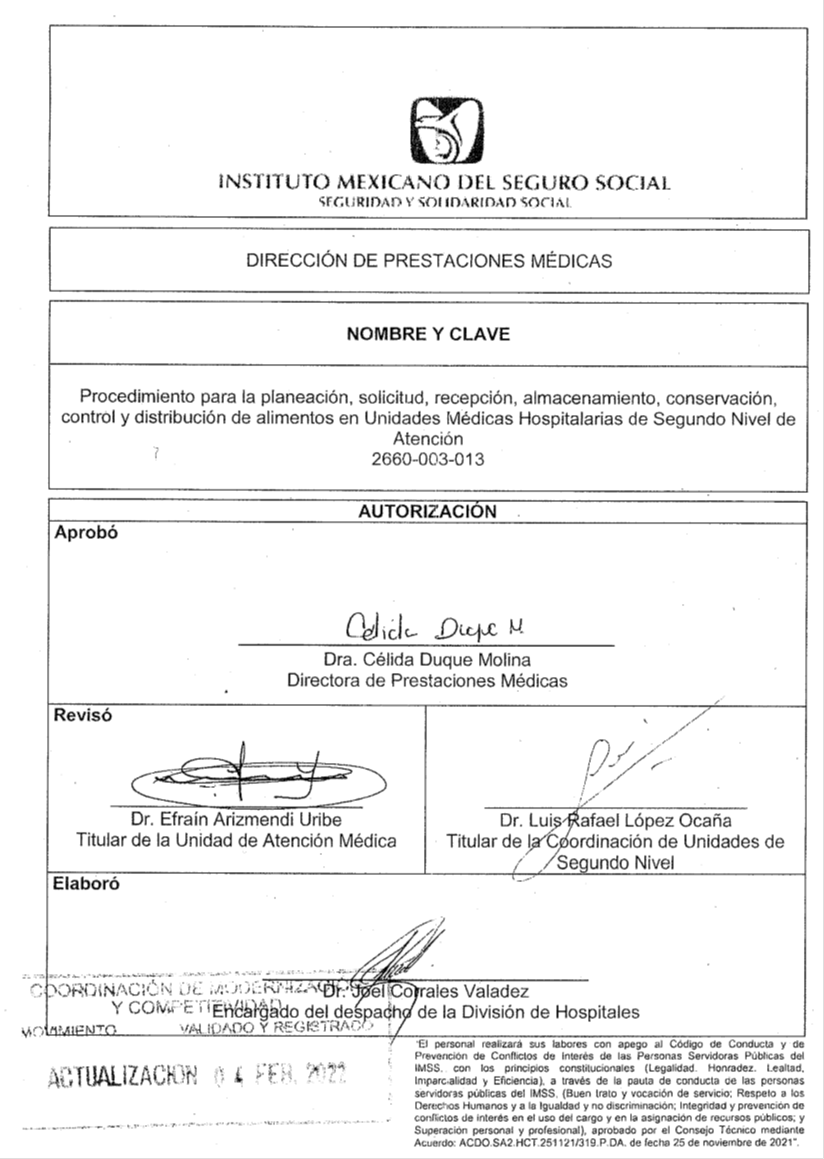 INSTITUTO MEXICANO DEL SEGURO SOCIAL
SEGURIDAD Y SOLIDARIDAD SOCIAL
DIRECCIÓN DE PRESTACIONES MÉDICAS
NOMBRE Y CLAVE
Procedimiento para la planeación, solicitud, recepción, almacenamiento, conservación,
control y distribución de alimentos en Unidades Médicas Hospitalarias de Segundo Nivel de
Atención
2660-003-013
AUTORIZACIÓN
Aprobó
Célida Duque M
Dra. Célida Duque Molina
Directora de Prestaciones Médicas
Revisó
Dr. Efraín Arizmendi Uribe
Titular de la Unidad de Atención Médica
Dr. Luis Rafael López Ocaña
Titular de la Coordinación de Unidades de
Segundo Nivel
Elaboró
Dr. Joel Corrales Valadez
Encargado del despacho de la División de Hospitales
COORDINACIÓN DE MODERNIZACIÓN
Y COMPETITIVIDAD
MOVIMIENTO VALIDADO Y REGISTRADO
ACTUALIZACION 04 FEB. 2022
"El personal realizará sus labores con apego al Código de Conducta y de
Prevención de Conflictos de Interés de las Personas Servidoras Públicas del
IMSS. con los principios constitucionales (Legalidad. Honradez. Lealtad,
Imparcialidad y Eficiencia), a través de la pauta de conducta de las personas
servidoras públicas del IMSS, (Buen trato y vocación de servicio; Respeto a los
Derechos Humanos y a la Igualdad y no discriminación; Integridad y prevención de
conflictos de interés en el uso del cargo y en la asignación de recursos públicos; y
Superación personal y profesional), aprobado por el Consejo Técnico mediante
Acuerdo: ACDO.SA2.HCT.251121/319.P.DA. de fecha 25 de noviembre de 2021".